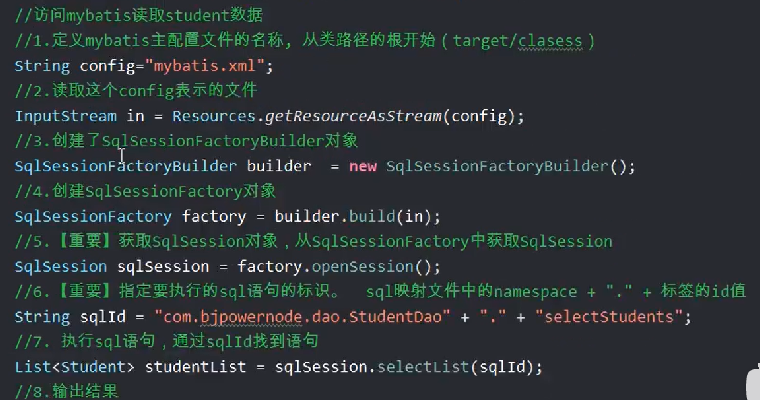 //访问mybatis读取student数据
//1.定义mybatis主配置文件的名称, 从类路径的根开始（target/clasess）
String config="mybatis.xml";
//2.读取这个config表示的文件
InputStream in = Resources.getResourceAsStream(config);
//3.创建了SqlSessionFactoryBuilder对象
SqlSessionFactoryBuilder builder  = new SqlSessionFactoryBuilder();
//4.创建SqlSessionFactory对象
SqlSessionFactory factory = builder.build(in);
//5.【重要】获取SqlSession对象，从SqlSessionFactory中获取SqlSession
SqlSession sqlSession = factory.openSession();
//6.【重要】指定要执行的sql语句的标识。  sql映射文件中的namespace + "." + 标签的id值
String sqlId = "com.bjpowernode.dao.StudentDao" + "." + "selectStudents";
//7. 执行sql语句，通过sqlId找到语句
List<Student> studentList = sqlSession.selectList(sqlId);
//8.输出结果